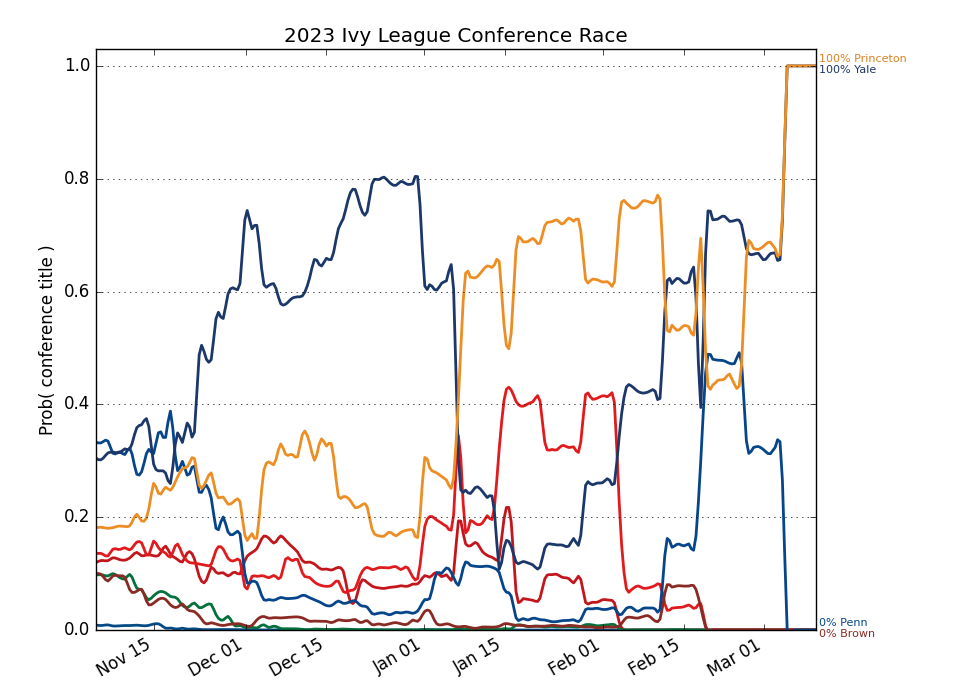 2023 Ivy League Conference Race
Prob( conference title )
1.0
0.8
0.6
0.4
0.2
0.0
Nov 15
Dec 01
Dec 15
Jan 01
Jan 15
Feb 01
Feb 15
Mar 01
100% Princeton
100% Yale
0% Penn
0% Brown